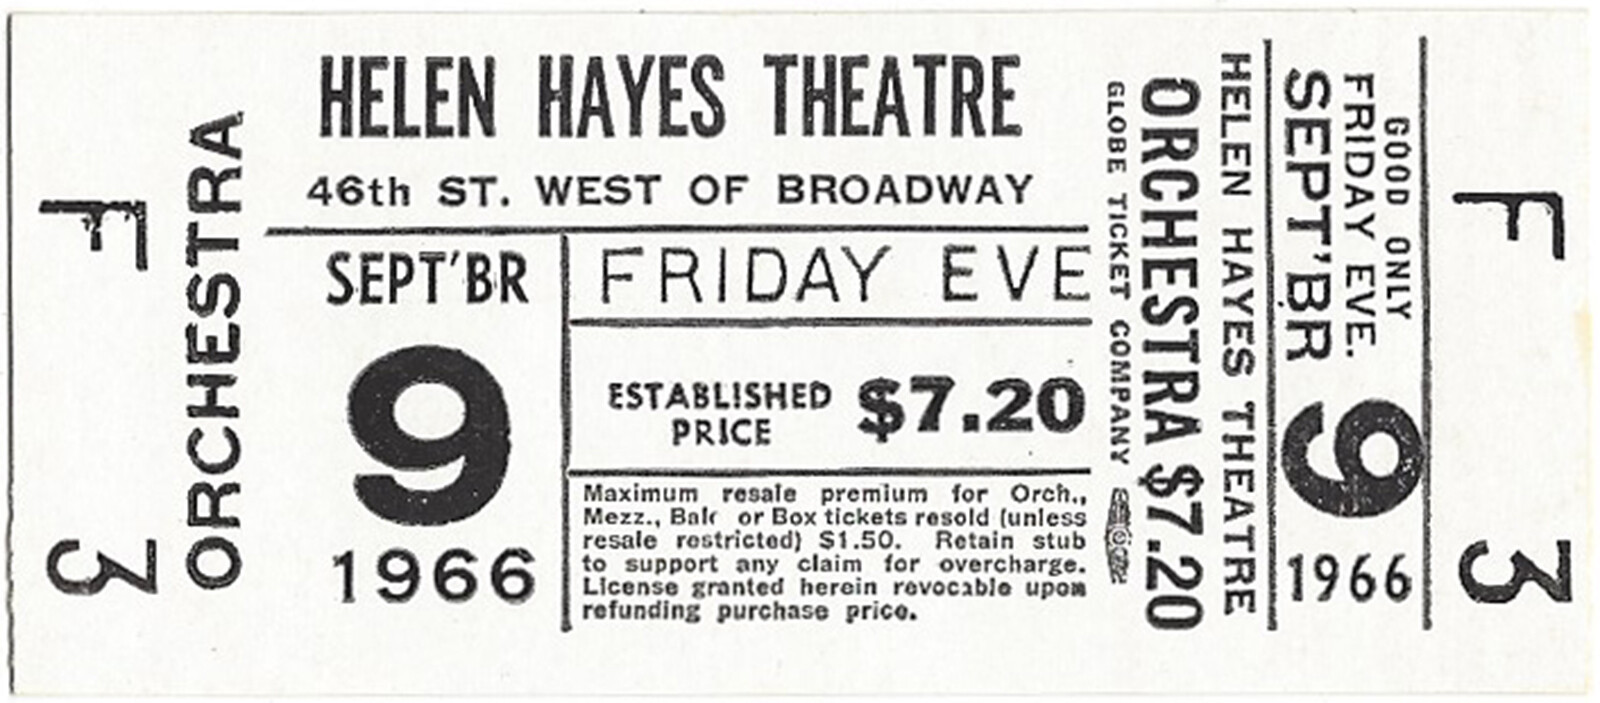 F 3
ORCHESTRA
HELEN HAYES THEATRE
46th ST. WEST OF BROADWAY
SEPT'BR
9
1966
FRIDAY EVE
ESTABLISHED
PRICE
$7.20
Maximum resale premium for Orch.,
Mezz., Balc or Box tickets resold (unless
resale restricted) $1.50. Retain stub
to support any claim for overcharge.
License granted herein revocable upon
refunding purchase price.
GLOBE TICKET COMPANY
ORCHESTRA $7.20
HELEN HAYES THEATRE
SEPT'BR 9
1966
FRIDAY EVE.
GOOD ONLY
F 3